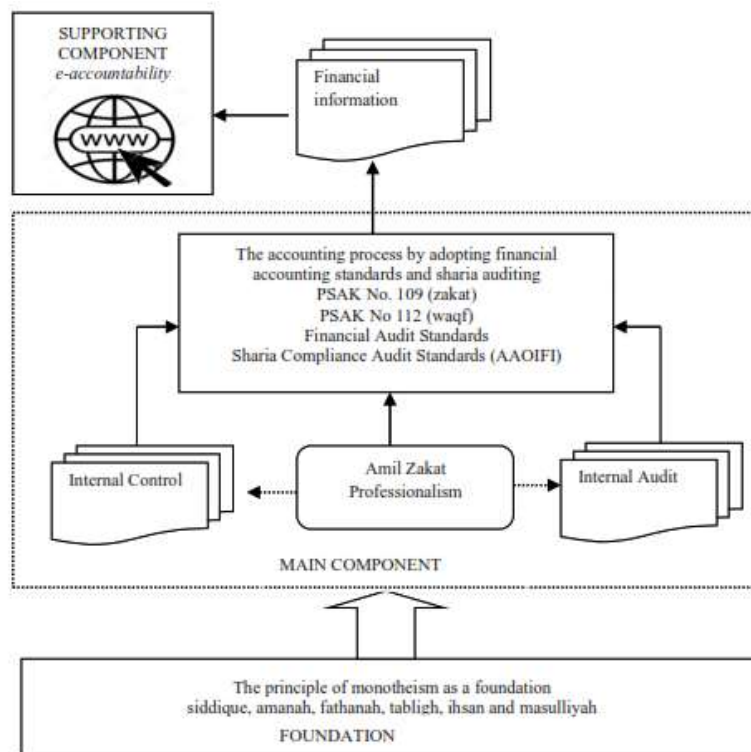 SUPPORTING
COMPONENT
e-accountability
www
Financial
information
The accounting process by adopting financial
accounting standards and sharia auditing
PSAK No. 109 (zakat)
PSAK No 112 (waqf)
Financial Audit Standards
Sharia Compliance Audit Standards (AAOIFI)
Internal Control
Amil Zakat
Professionalism
Internal Audit
MAIN COMPONENT
The principle of monotheism as a foundation
siddique, amanah, fathanah, tabligh, ihsan and masulliyah
FOUNDATION